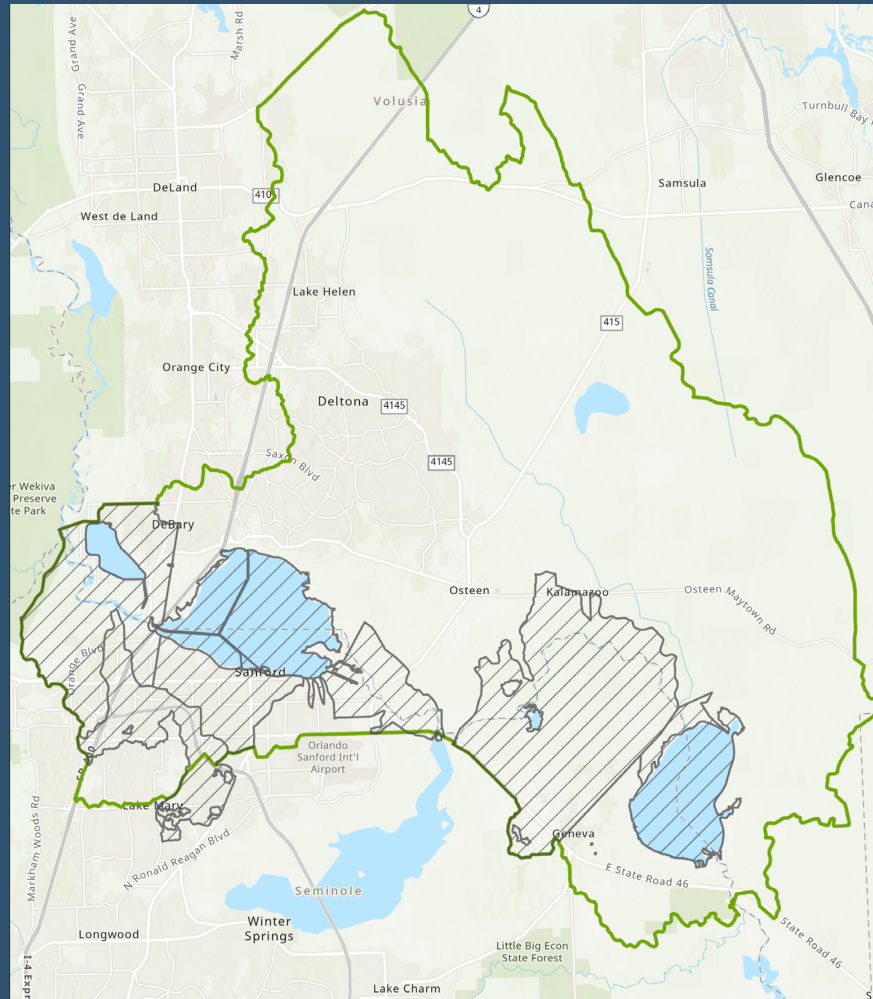 4
Grand Ave
Marsh Rd
Grand Ave
Volusia
Turnbull Bay
DeLand
4101
Samsula
Glencoe
West de Land
Samsula Canal
Lake Helen
415
Orange City
Deltona
4145
Saxon Blvd
4145
er Wekiva
Preserve
te Park
DeBary
Osteen
Kalamazoo
Osteen Maytown Rd
Orange Blvd
Sanford
Orlando
Sanford Int'l
Airport
Lake Mary
Geneva
Markham Woods Rd
N Ronald Reagan Blvd
E State Road 46
Seminole
Winter
Springs
Longwood
State Road 46
Little Big Econ
State Forest
I-4 Expr
Lake Charm